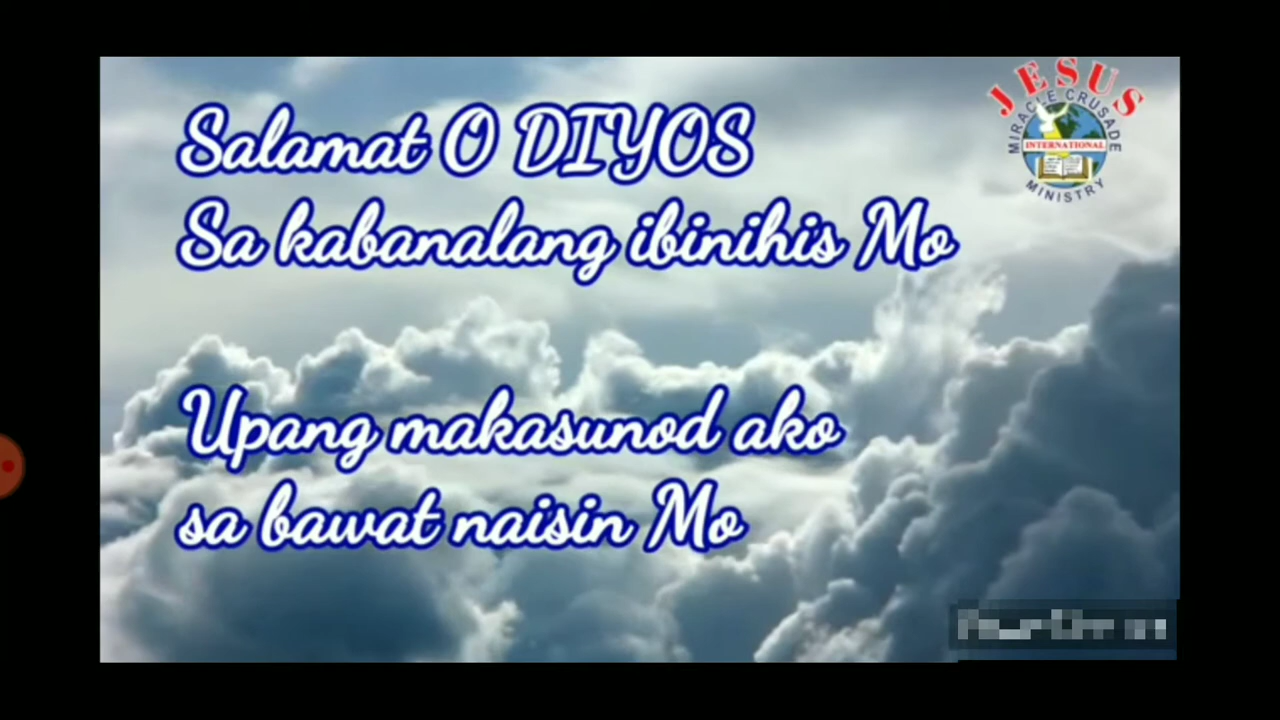 Salamat O DIYOS
Sa kabanalang ibinihis Mo
Upang makasunod ako
sa bawat naisin Mo
JESUS
MIRACLE CRUSADE
INTERNATIONAL
MINISTRY